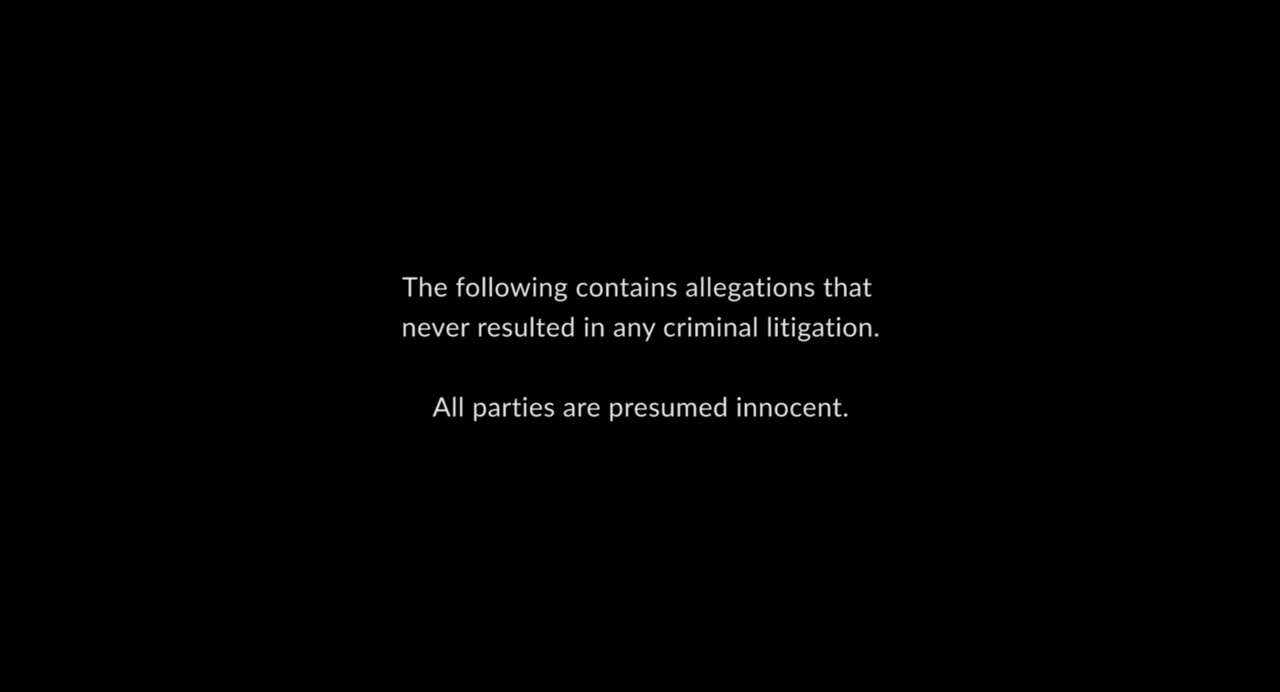 The following contains allegations that
never resulted in any criminal litigation.
All parties are presumed innocent.